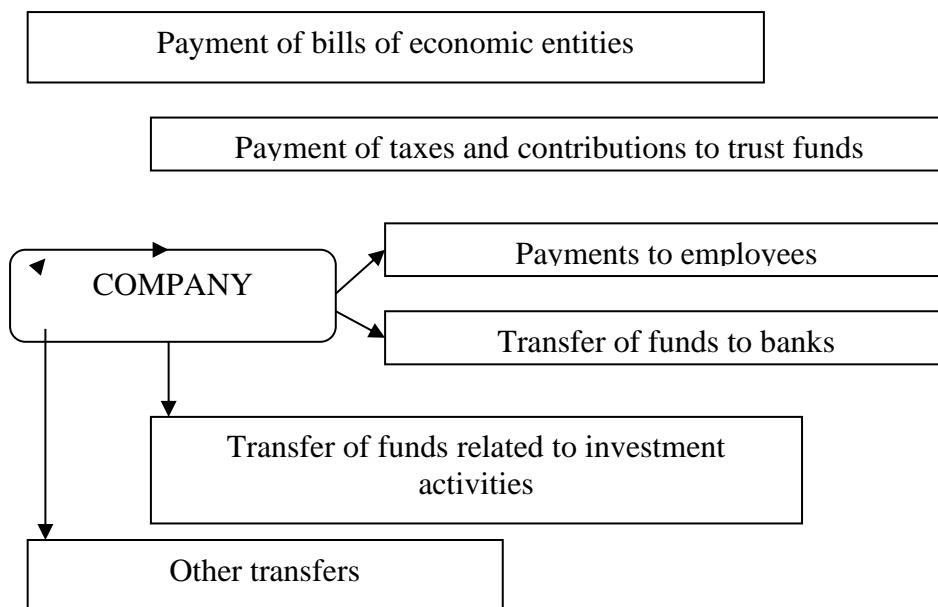 Payment of bills of economic entities
Payment of taxes and contributions to trust funds
Payments to employees
COMPANY
Transfer of funds to banks
Transfer of funds related to investment
activities
Other transfers